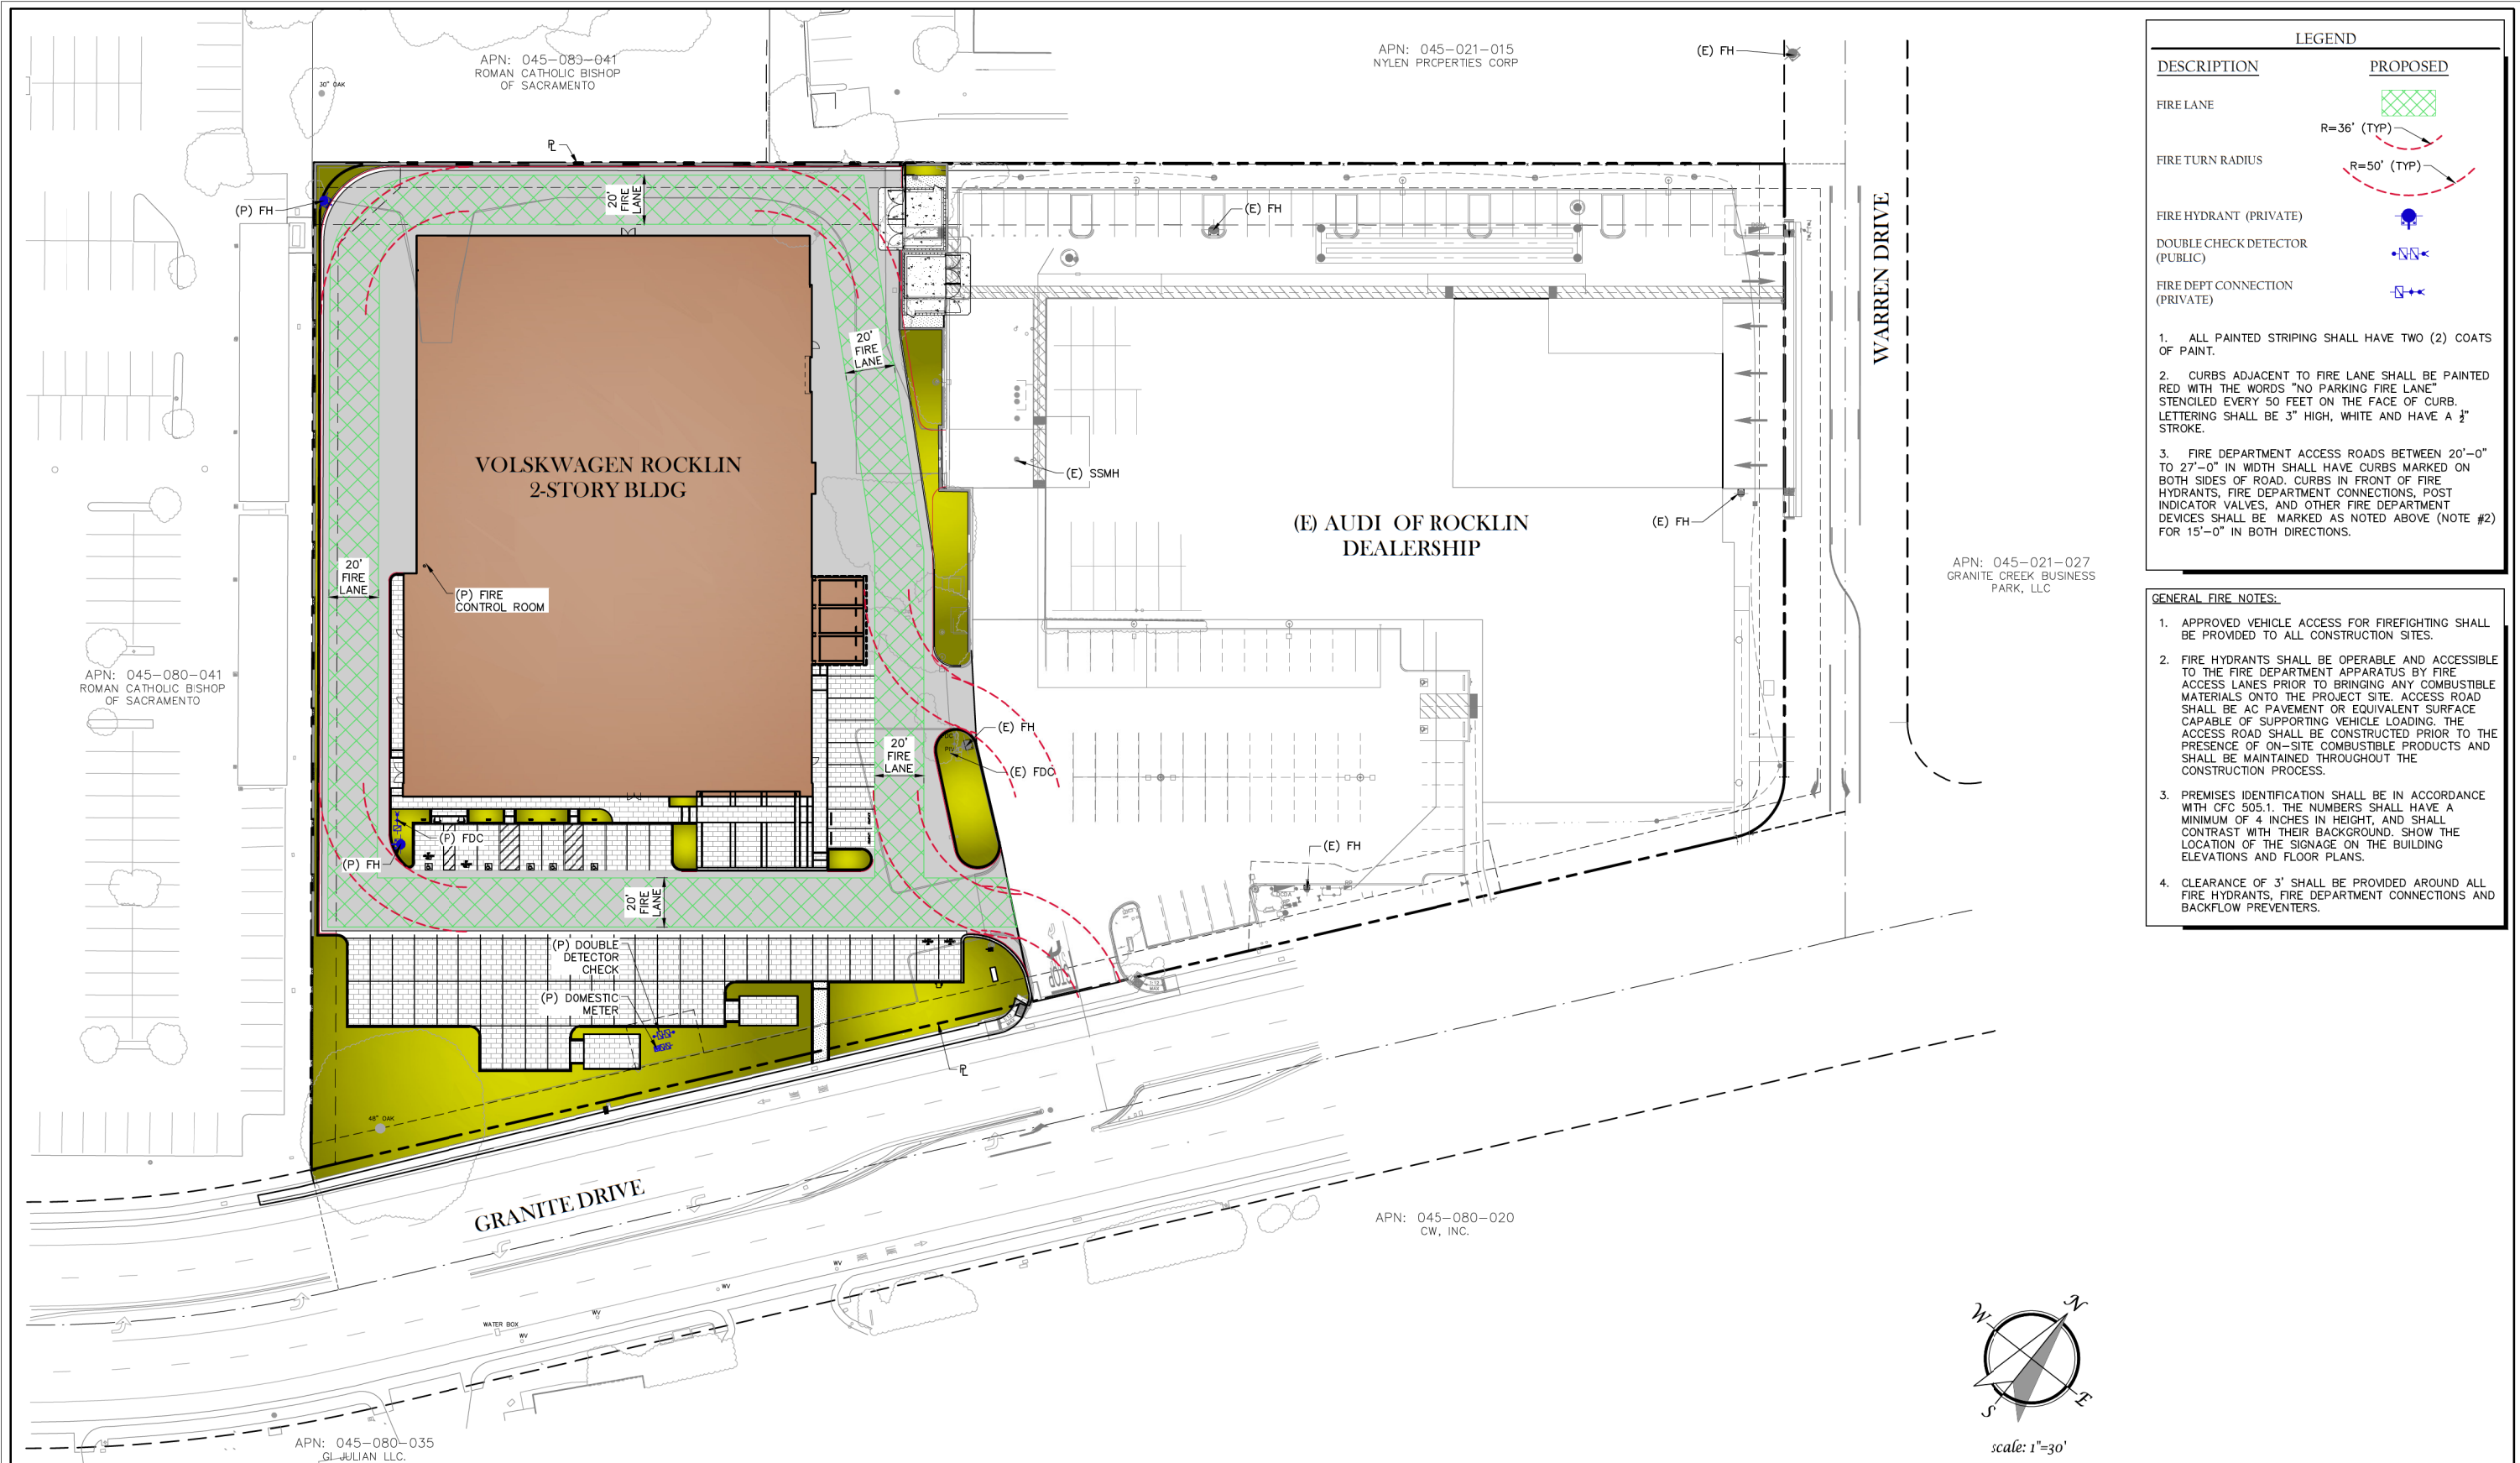 APN: 045-080-041
ROMAN CATHOLIC BISHOP
OF SACRAMENTO
30" OAK
APN: 045-021-015
NYLEN PROPERTIES CORP
(E) FH
PL
(P) FH
20'
FIRE
LANE
(E) FH
WARREN DRIVE
20'
FIRE
LANE
VOLSKWAGEN ROCKLIN
2-STORY BLDG
(E) SSMH
(E) AUDI OF ROCKLIN
DEALERSHIP
(E) FH
20'
FIRE
LANE
(P) FIRE
CONTROL ROOM
APN: 045-021-027
GRANITE CREEK BUSINESS
PARK, LLC
APN: 045-080-041
ROMAN CATHOLIC BISHOP
OF SACRAMENTO
20'
FIRE
LANE
(E) FH
PIV
(E) FDC
(P) FDC
(P) FH
(E) FH
20'
FIRE
LANE
(P) DOUBLE
DETECTOR
CHECK
(P) DOMESTIC
METER
PL
48" OAK
GRANITE DRIVE
WV
WV
WV
WATER BOX
WV
APN: 045-080-020
CW, INC.
APN: 045-080-035
GI JULIAN LLC.
LEGEND
DESCRIPTION PROPOSED
FIRE LANE
R=36' (TYP)
FIRE TURN RADIUS
R=50' (TYP)
FIRE HYDRANT (PRIVATE)
DOUBLE CHECK DETECTOR
(PUBLIC)
FIRE DEPT CONNECTION
(PRIVATE)
1. ALL PAINTED STRIPING SHALL HAVE TWO (2) COATS
OF PAINT.
2. CURBS ADJACENT TO FIRE LANE SHALL BE PAINTED
RED WITH THE WORDS "NO PARKING FIRE LANE"
STENCILED EVERY 50 FEET ON THE FACE OF CURB.
LETTERING SHALL BE 3" HIGH, WHITE AND HAVE A ½"
STROKE.
3. FIRE DEPARTMENT ACCESS ROADS BETWEEN 20'-0"
TO 27'-0" IN WIDTH SHALL HAVE CURBS MARKED ON
BOTH SIDES OF ROAD. CURBS IN FRONT OF FIRE
HYDRANTS, FIRE DEPARTMENT CONNECTIONS, POST
INDICATOR VALVES, AND OTHER FIRE DEPARTMENT
DEVICES SHALL BE MARKED AS NOTED ABOVE (NOTE #2)
FOR 15'-0" IN BOTH DIRECTIONS.
GENERAL FIRE NOTES:
1. APPROVED VEHICLE ACCESS FOR FIREFIGHTING SHALL
BE PROVIDED TO ALL CONSTRUCTION SITES.
2. FIRE HYDRANTS SHALL BE OPERABLE AND ACCESSIBLE
TO THE FIRE DEPARTMENT APPARATUS BY FIRE
ACCESS LANES PRIOR TO BRINGING ANY COMBUSTIBLE
MATERIALS ONTO THE PROJECT SITE. ACCESS ROAD
SHALL BE AC PAVEMENT OR EQUIVALENT SURFACE
CAPABLE OF SUPPORTING VEHICLE LOADING. THE
ACCESS ROAD SHALL BE CONSTRUCTED PRIOR TO THE
PRESENCE OF ON-SITE COMBUSTIBLE PRODUCTS AND
SHALL BE MAINTAINED THROUGHOUT THE
CONSTRUCTION PROCESS.
3. PREMISES IDENTIFICATION SHALL BE IN ACCORDANCE
WITH CFC 505.1. THE NUMBERS SHALL HAVE A
MINIMUM OF 4 INCHES IN HEIGHT, AND SHALL
CONTRAST WITH THEIR BACKGROUND. SHOW THE
LOCATION OF THE SIGNAGE ON THE BUILDING
ELEVATIONS AND FLOOR PLANS.
4. CLEARANCE OF 3' SHALL BE PROVIDED AROUND ALL
FIRE HYDRANTS, FIRE DEPARTMENT CONNECTIONS AND
BACKFLOW PREVENTERS.
N
W
E
S
scale: 1"=30'